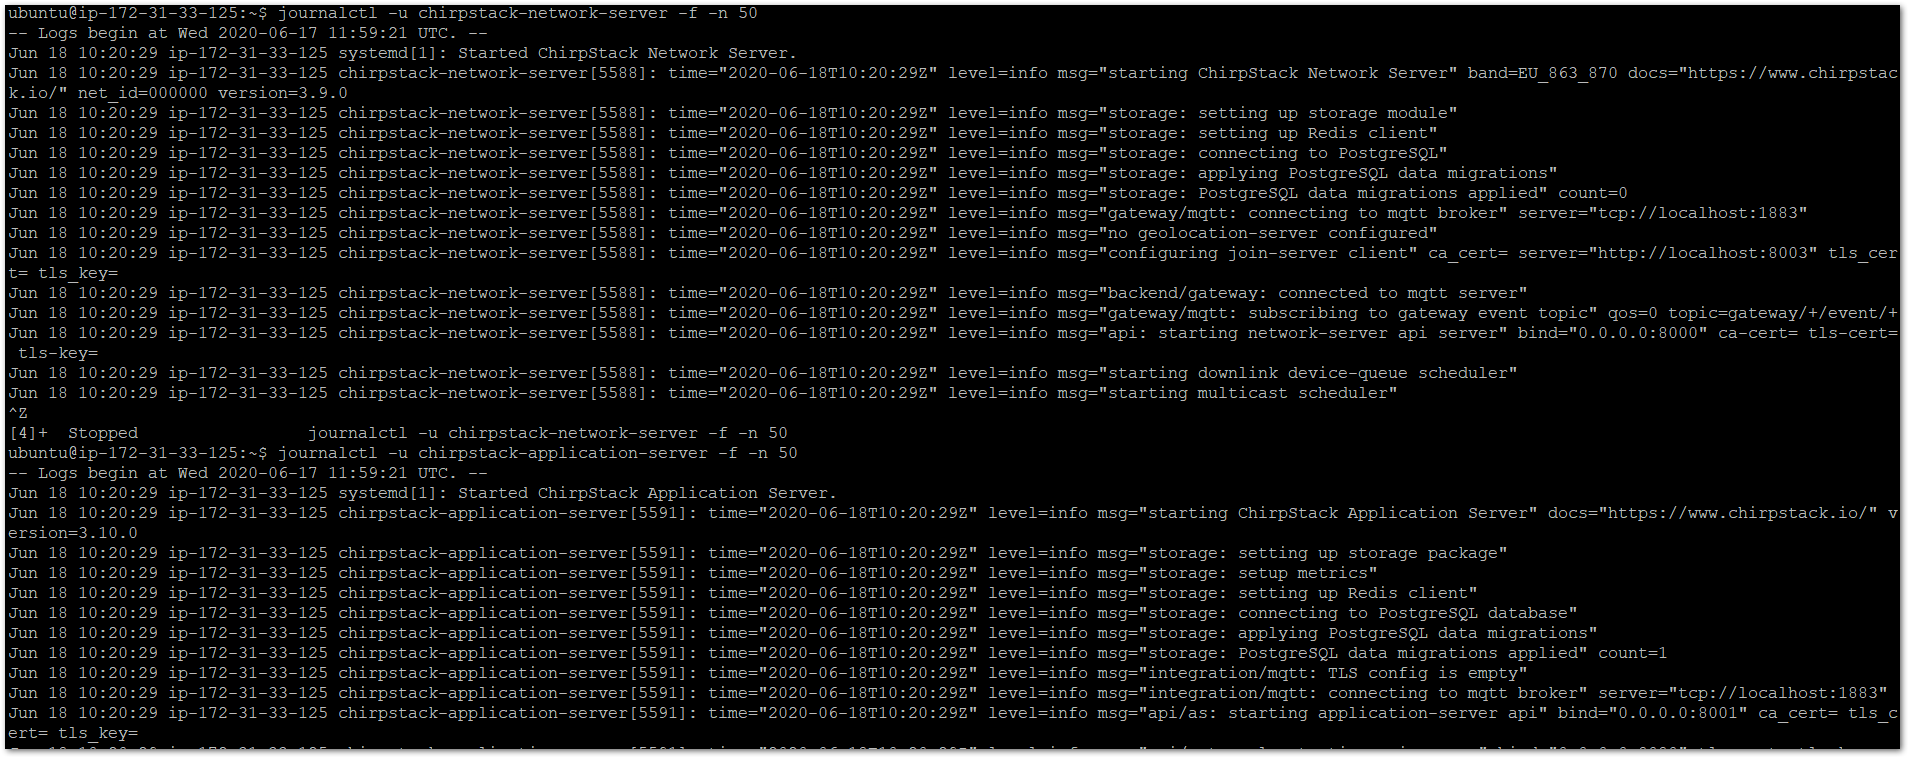 ubuntu@ip-172-31-33-125:~$ journalctl -u chirpstack-network-server -f -n 50
-- Logs begin at Wed 2020-06-17 11:59:21 UTC. --
Jun 18 10:20:29 ip-172-31-33-125 systemd[1]: Started ChirpStack Network Server.
Jun 18 10:20:29 ip-172-31-33-125 chirpstack-network-server[5588]: time="2020-06-18T10:20:29Z" level=info msg="starting ChirpStack Network Server" band=EU_863_870 docs="https://www.chirpstac
k.io/" net_id=000000 version=3.9.0
Jun 18 10:20:29 ip-172-31-33-125 chirpstack-network-server[5588]: time="2020-06-18T10:20:29Z" level=info msg="storage: setting up storage module"
Jun 18 10:20:29 ip-172-31-33-125 chirpstack-network-server[5588]: time="2020-06-18T10:20:29Z" level=info msg="storage: setting up Redis client"
Jun 18 10:20:29 ip-172-31-33-125 chirpstack-network-server[5588]: time="2020-06-18T10:20:29Z" level=info msg="storage: connecting to PostgreSQL"
Jun 18 10:20:29 ip-172-31-33-125 chirpstack-network-server[5588]: time="2020-06-18T10:20:29Z" level=info msg="storage: applying PostgreSQL data migrations"
Jun 18 10:20:29 ip-172-31-33-125 chirpstack-network-server[5588]: time="2020-06-18T10:20:29Z" level=info msg="storage: PostgreSQL data migrations applied" count=0
Jun 18 10:20:29 ip-172-31-33-125 chirpstack-network-server[5588]: time="2020-06-18T10:20:29Z" level=info msg="gateway/mqtt: connecting to mqtt broker" server="tcp://localhost:1883"
Jun 18 10:20:29 ip-172-31-33-125 chirpstack-network-server[5588]: time="2020-06-18T10:20:29Z" level=info msg="no geolocation-server configured"
Jun 18 10:20:29 ip-172-31-33-125 chirpstack-network-server[5588]: time="2020-06-18T10:20:29Z" level=info msg="configuring join-server client" ca_cert= server="http://localhost:8003" tls_cer
t= tls_key=
Jun 18 10:20:29 ip-172-31-33-125 chirpstack-network-server[5588]: time="2020-06-18T10:20:29Z" level=info msg="backend/gateway: connected to mqtt server"
Jun 18 10:20:29 ip-172-31-33-125 chirpstack-network-server[5588]: time="2020-06-18T10:20:29Z" level=info msg="gateway/mqtt: subscribing to gateway event topic" qos=0 topic=gateway/+/event/+
Jun 18 10:20:29 ip-172-31-33-125 chirpstack-network-server[5588]: time="2020-06-18T10:20:29Z" level=info msg="api: starting network-server api server" bind="0.0.0.0:8000" ca-cert= tls-cert=
 tls-key=
Jun 18 10:20:29 ip-172-31-33-125 chirpstack-network-server[5588]: time="2020-06-18T10:20:29Z" level=info msg="starting downlink device-queue scheduler"
Jun 18 10:20:29 ip-172-31-33-125 chirpstack-network-server[5588]: time="2020-06-18T10:20:29Z" level=info msg="starting multicast scheduler"
^Z
[4]+  Stopped                 journalctl -u chirpstack-network-server -f -n 50
ubuntu@ip-172-31-33-125:~$ journalctl -u chirpstack-application-server -f -n 50
-- Logs begin at Wed 2020-06-17 11:59:21 UTC. --
Jun 18 10:20:29 ip-172-31-33-125 systemd[1]: Started ChirpStack Application Server.
Jun 18 10:20:29 ip-172-31-33-125 chirpstack-application-server[5591]: time="2020-06-18T10:20:29Z" level=info msg="starting ChirpStack Application Server" docs="https://www.chirpstack.io/" v
ersion=3.10.0
Jun 18 10:20:29 ip-172-31-33-125 chirpstack-application-server[5591]: time="2020-06-18T10:20:29Z" level=info msg="storage: setting up storage package"
Jun 18 10:20:29 ip-172-31-33-125 chirpstack-application-server[5591]: time="2020-06-18T10:20:29Z" level=info msg="storage: setup metrics"
Jun 18 10:20:29 ip-172-31-33-125 chirpstack-application-server[5591]: time="2020-06-18T10:20:29Z" level=info msg="storage: setting up Redis client"
Jun 18 10:20:29 ip-172-31-33-125 chirpstack-application-server[5591]: time="2020-06-18T10:20:29Z" level=info msg="storage: connecting to PostgreSQL database"
Jun 18 10:20:29 ip-172-31-33-125 chirpstack-application-server[5591]: time="2020-06-18T10:20:29Z" level=info msg="storage: applying PostgreSQL data migrations"
Jun 18 10:20:29 ip-172-31-33-125 chirpstack-application-server[5591]: time="2020-06-18T10:20:29Z" level=info msg="storage: PostgreSQL data migrations applied" count=1
Jun 18 10:20:29 ip-172-31-33-125 chirpstack-application-server[5591]: time="2020-06-18T10:20:29Z" level=info msg="integration/mqtt: TLS config is empty"
Jun 18 10:20:29 ip-172-31-33-125 chirpstack-application-server[5591]: time="2020-06-18T10:20:29Z" level=info msg="integration/mqtt: connecting to mqtt broker" server="tcp://localhost:1883"
Jun 18 10:20:29 ip-172-31-33-125 chirpstack-application-server[5591]: time="2020-06-18T10:20:29Z" level=info msg="api/as: starting application-server api" bind="0.0.0.0:8001" ca_cert= tls_c
ert= tls_key=